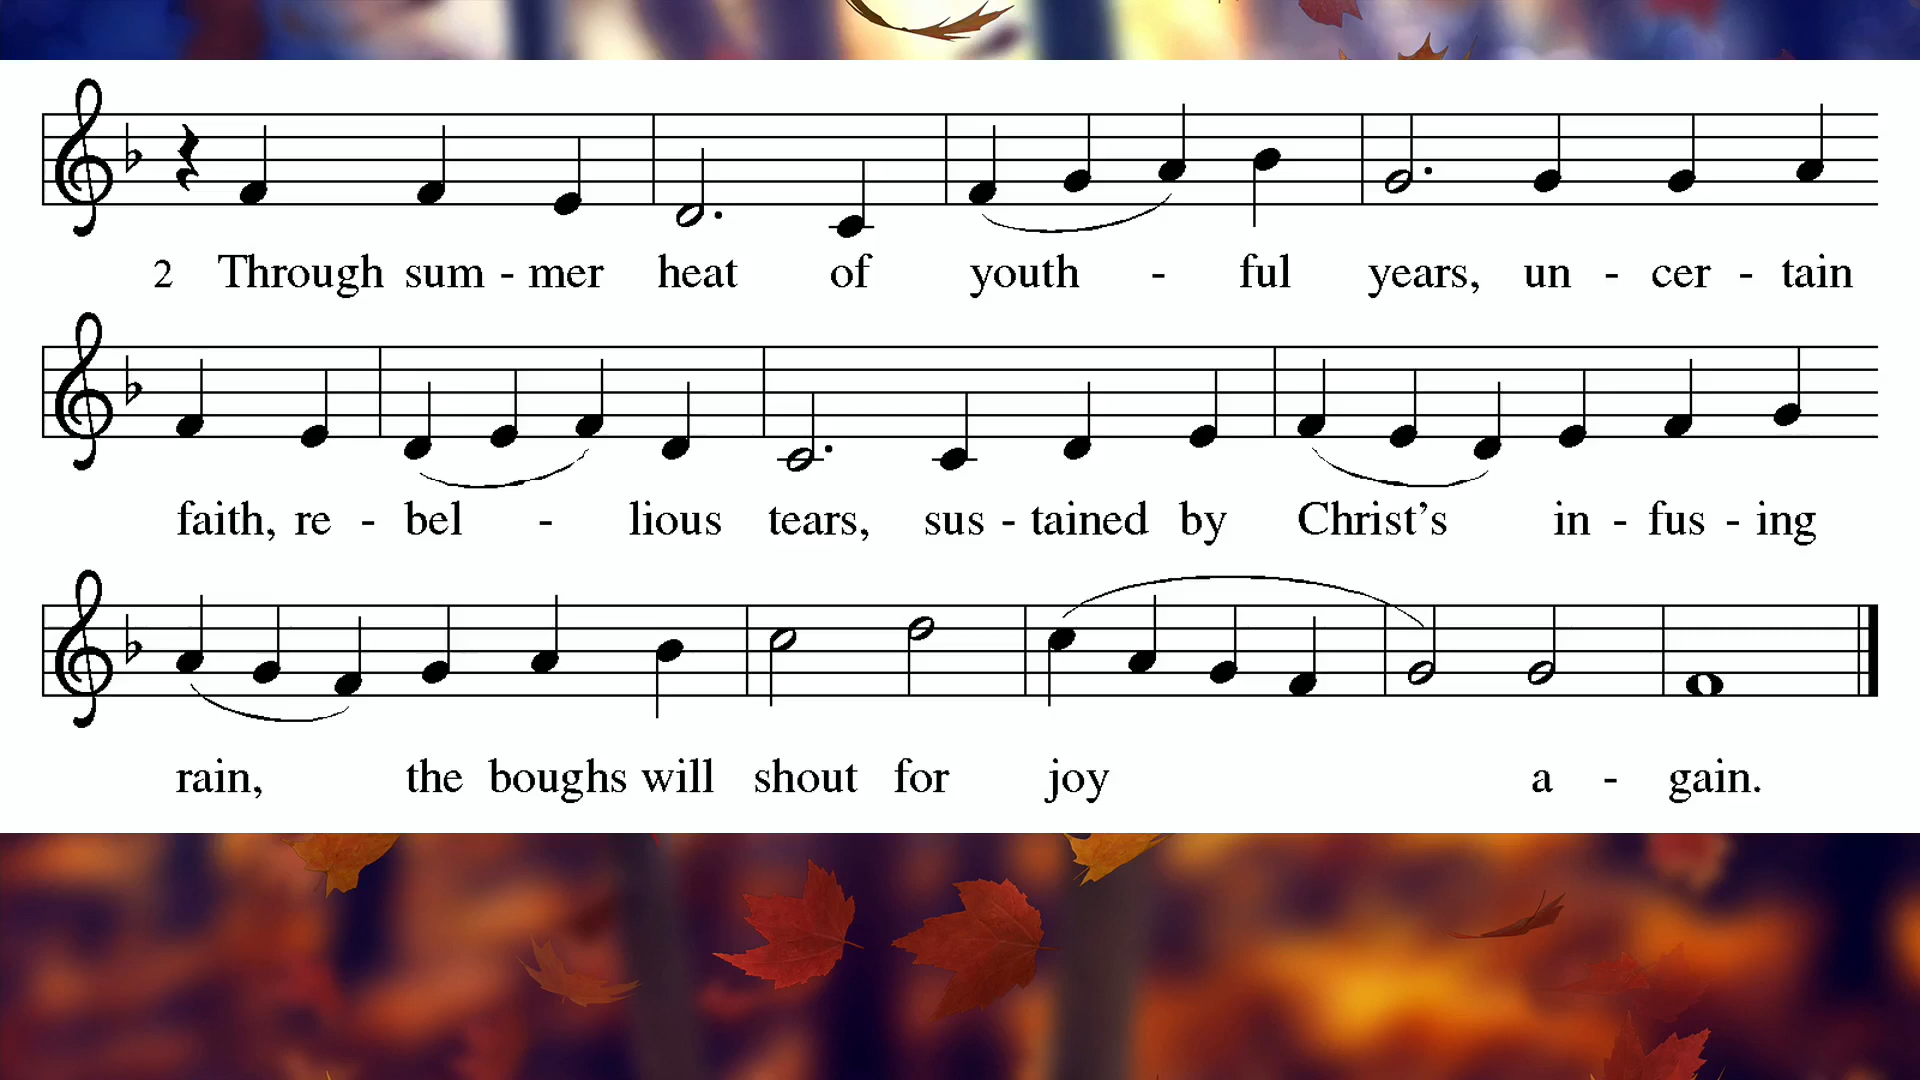 2 Through sum - mer heat of youth - ful years, un - cer - tain
faith, re - bel - lious tears, sus - tained by Christ’s in - fus - ing
rain, the boughs will shout for joy a - gain.